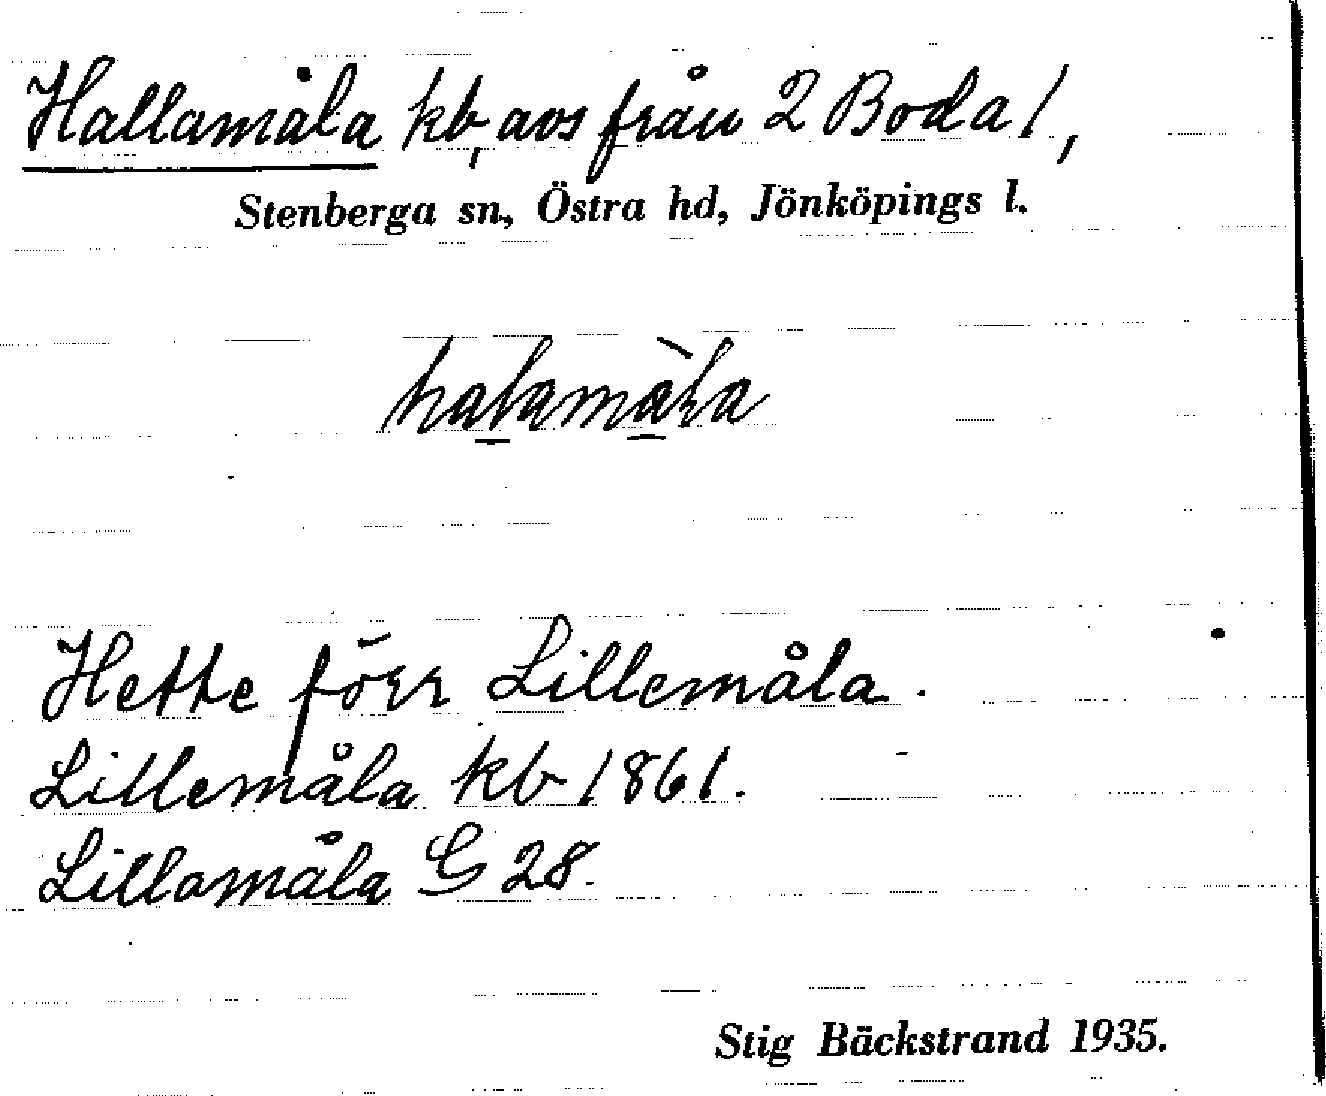 Hallamåla kb, avs från 2 Boda 1,
Stenberga sn, Östra hd, Jönköpings l.
halamàla
Hette förr Lillemåla.
Lillemåla kb 1861.
Lillamåla G 28.
Stig Bäckstrand 1935.